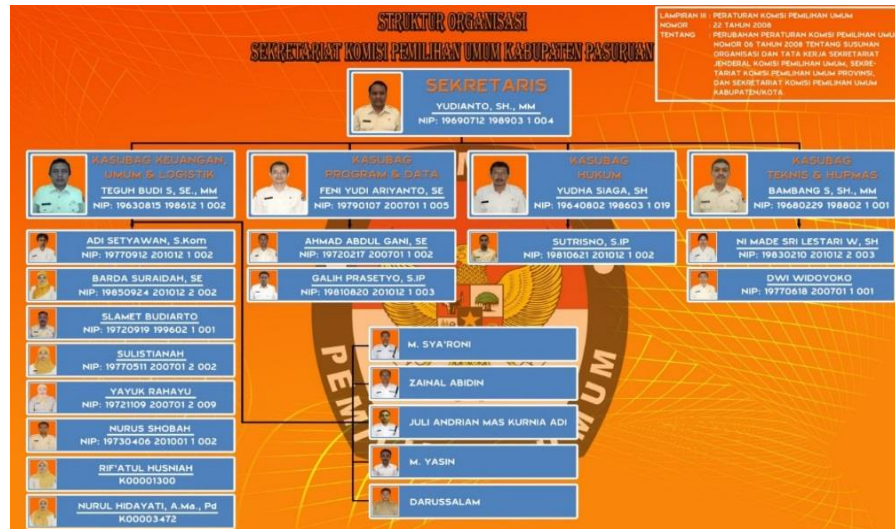 STRUKTUR ORGANISASI
SEKRETARIAT KOMISI PEMILIHAN UMUM KABUPATEN PASURUAN
LAMPIRAN III : PERATURAN KOMISI PEMILIHAN UMUM
NOMOR : 22 TAHUN 2008
TENTANG : PERUBAHAN PERATURAN KOMISI PEMILIHAN UMU
NOMOR 06 TAHUN 2008 TENTANG SUSUNAN
ORGANISASI DAN TATA KERJA SEKRETARIAT
JENDERAL KOMISI PEMILIHAN UMUM, SEKRE-
TARIAT KOMISI PEMILIHAN UMUM PROVINSI,
DAN SEKRETARIAT KOMISI PEMILIHAN UMUM
KABUPATEN/KOTA
SEKRETARIS
YUDIANTO, SH., MM
NIP: 19690712 198903 1 004
KASUBAG KEUANGAN,
UMUM & LOGISTIK
TEGUH BUDI S, SE., MM
NIP: 19630815 198612 1 002
KASUBAG
PROGRAM & DATA
FENI YUDI ARIYANTO, SE
NIP: 19790107 200701 1 005
KASUBAG
HUKUM
YUDHA SIAGA, SH
NIP: 19640802 198603 1 019
KASUBAG
TEKNIS & HUPMAS
BAMBANG S, SH., MM
NIP: 19680229 198802 1 001
ADI SETYAWAN, S.Kom
NIP: 19770912 201012 1 002
BARDA SURAIDAH, SE
NIP: 19850924 201012 2 002
SLAMET BUDIARTO
NIP: 19720919 199602 1 001
SULISTIANAH
NIP: 19770511 200701 2 002
YAYUK RAHAYU
NIP: 19721109 200701 2 009
NURUS SHOBAH
NIP: 19730406 201001 1 002
RIF'ATUL HUSNIAH
K00001300
NURUL HIDAYATI, A.Ma., Pd
K00003472
AHMAD ABDUL GANI, SE
NIP: 19720217 200701 1 002
GALIH PRASETYO, S.IP
NIP: 19810820 201012 1 003
SUTRISNO, S.IP
NIP: 19810621 201012 1 002
NI MADE SRI LESTARI W, SH
NIP: 19830210 201012 2 003
DWI WIDOYOKO
NIP: 19770618 200701 1 001
M. SYA'RONI
ZAINAL ABIDIN
JULI ANDRIAN MAS KURNIA ADI
M. YASIN
DARUSSALAM
PEMI
UMUM